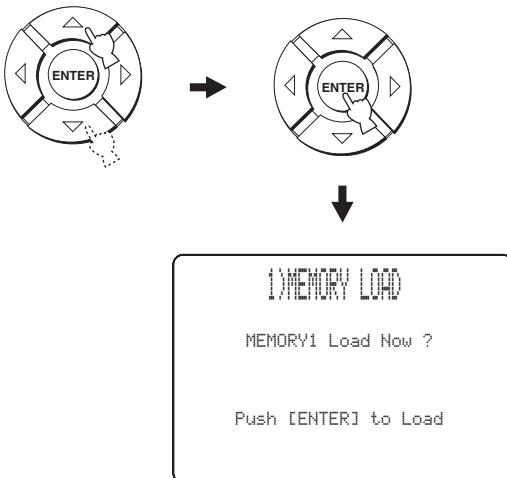 ENTER
ENTER
1)MEMORY LOAD
MEMORY1 Load Now ?
Push [ENTER] to Load